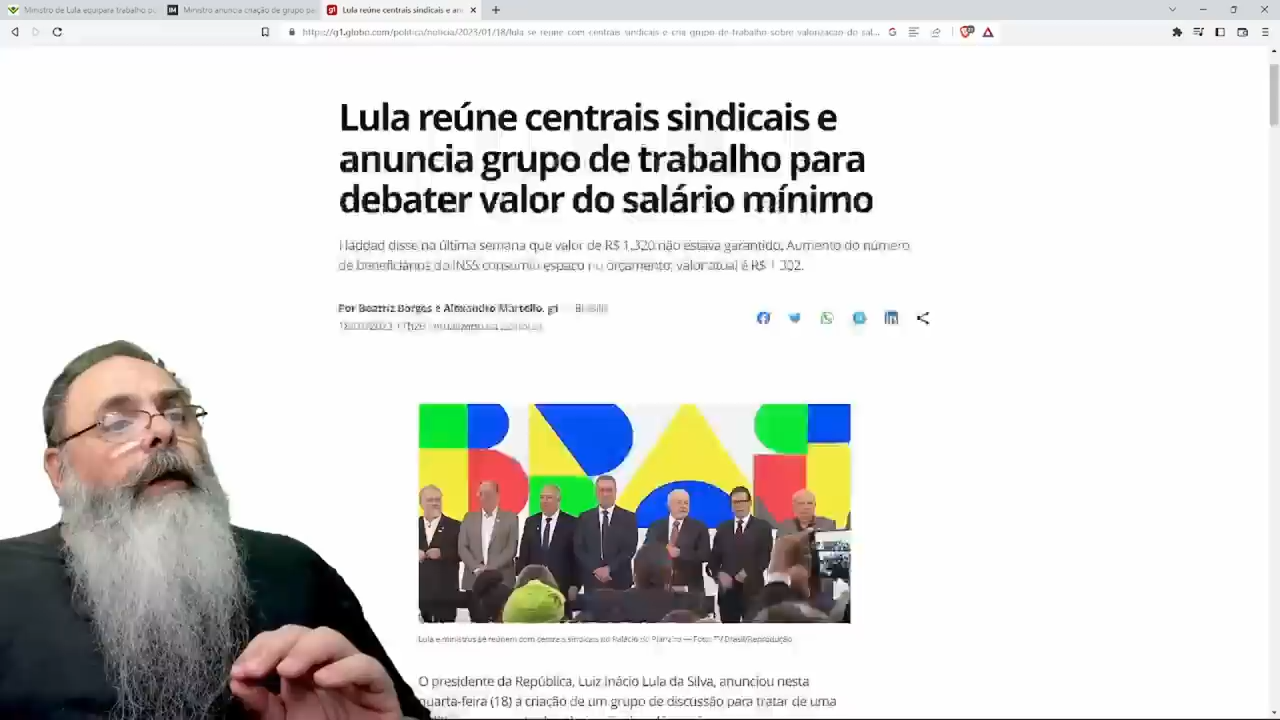 Ministro de Lula equipara trabalho
Ministro anuncia criação de grupo pa
Lula reúne centrais sindicais e an
https://g1.globo.com/politica/noticia/2023/01/18/lula-se-reune-com-centrais-sindicais-e-cria-grupo-de-trabalho-sobre-valorizacao-do-sal...
Lula reúne centrais sindicais e
anuncia grupo de trabalho para
debater valor do salário mínimo
Haddad disse na última semana que valor de R$ 1.320 não estava garantido. Aumento do número
de beneficiários do INSS consumiu espaço no orçamento; valor atual é R$ 1.302.
Por Beatriz Borges e Alexandro Martello, g1 — Brasília
BRASIL
Lula e ministros se reúnem com centrais sindicais no Palácio do Planalto — Foto: TV Brasil/Reprodução
O presidente da República, Luiz Inácio Lula da Silva, anunciou nesta
quarta-feira (18) a criação de um grupo de discussão para tratar de uma